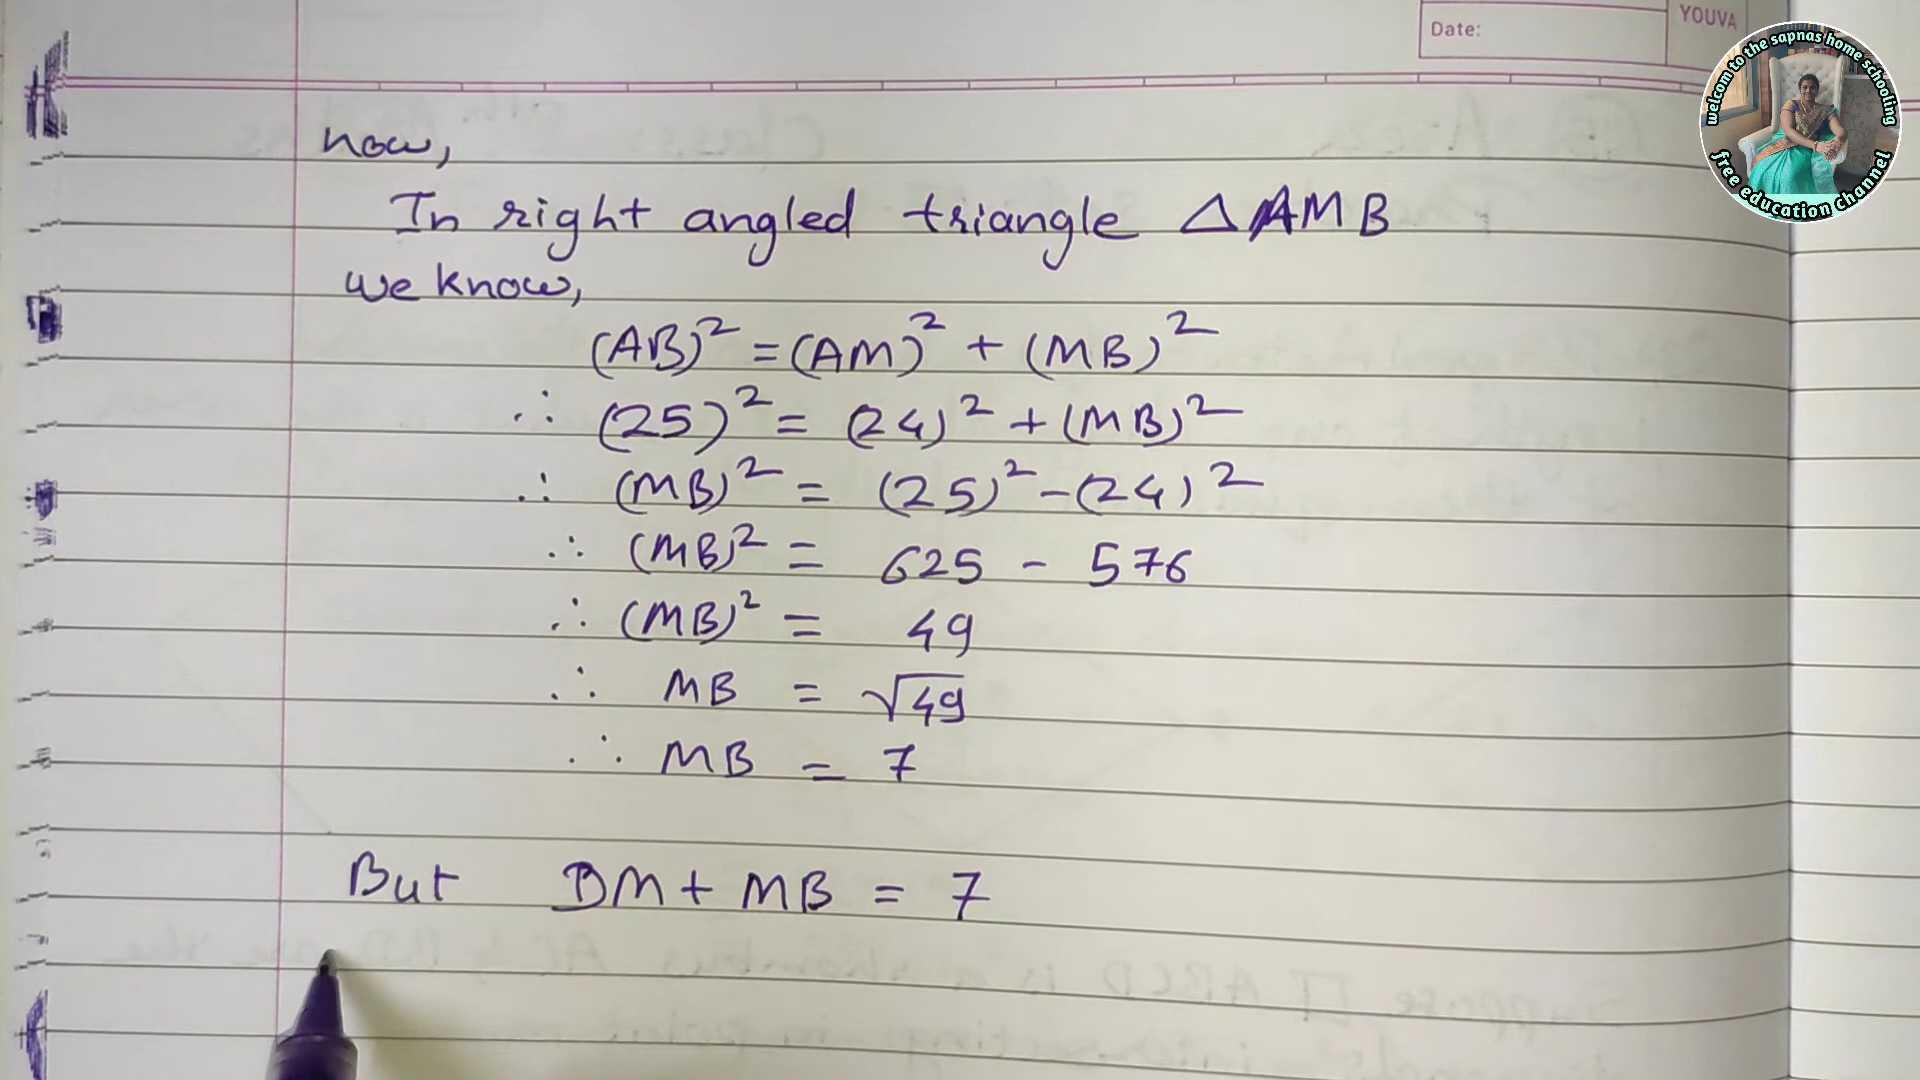 Date:
YOUVA
welcom to the sapnas home schooling
free education channel
now,
In right angled triangle △AMB
we know,
(AB)² = (AM)² + (MB)²
∴ (25)² = (24)² + (MB)²
∴ (MB)² = (25)² - (24)²
∴ (MB)² = 625 - 576
∴ (MB)² = 49
∴ MB = √49
∴ MB = 7
But DM + MB = 7